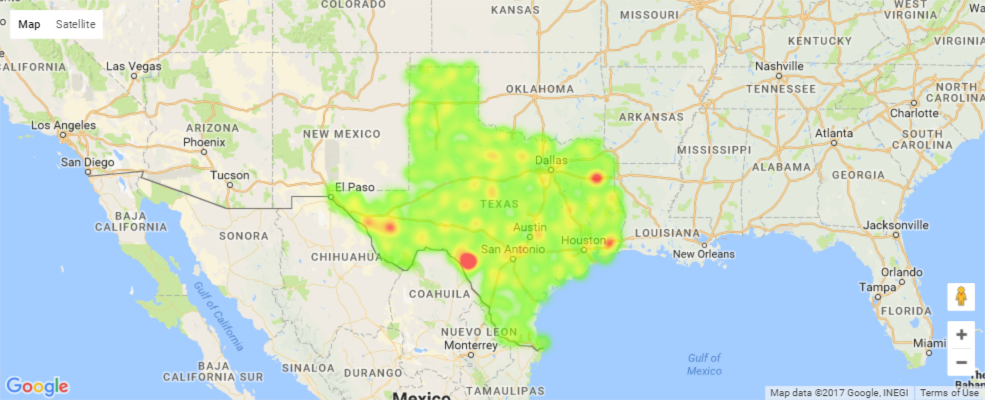 COLORADO
KANSAS
MISSOURI
WEST
VIRGINIA
Wa
Map
Satellite
KENTUCKY
VIRGINIA
CALIFORNIA
Las Vegas
Nashville
OKLAHOMA
TENNESSEE
NORTH
CAROLINA
Charlotte
Los Angeles
ARIZONA
Phoenix
NEW MEXICO
ARKANSAS
Atlanta
SOUTH
CAROLINA
San Diego
Tucson
Dallas
MISSISSIPPI
ALABAMA
GEORGIA
El Paso
TEXAS
BAJA
CALIFORNIA
SONORA
Austin
Houston
LOUISIANA
Jacksonville
CHIHUAHUA
San Antonio
New Orleans
Gulf of
California
COAHUILA
Orlando
Tampa
FLORIDA
NUEVO LEON
Monterrey
Miami
BAJA
CALIFORNIA SUR
SINALOA
DURANGO
Gulf of
Mexico
The
Baham
Google
Mexico
TAMAULIPAS
Map data ©2017 Google, INEGI
Terms of Use